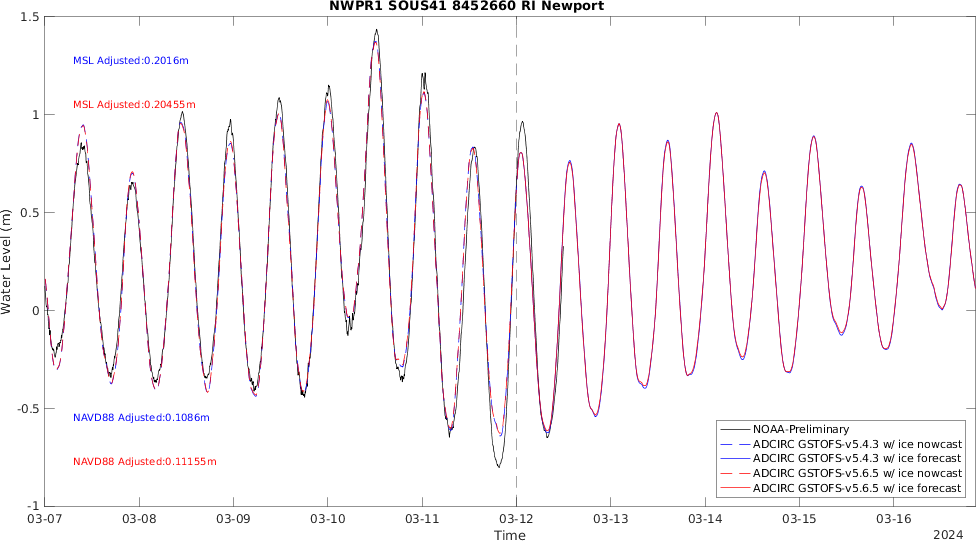 NWPR1 SOUS41 8452660 RI Newport
1.5
MSL Adjusted:0.2016m
MSL Adjusted:0.20455m
1
0.5
Water Level (m)
0
-0.5
NAVD88 Adjusted:0.1086m
NAVD88 Adjusted:0.11155m
NOAA-Preliminary
ADCIRC GSTOFS-v5.4.3 w/ ice nowcast
ADCIRC GSTOFS-v5.4.3 w/ ice forecast
ADCIRC GSTOFS-v5.6.5 w/ ice nowcast
ADCIRC GSTOFS-v5.6.5 w/ ice forecast
-1
03-07 03-08 03-09 03-10 03-11 03-12 03-13 03-14 03-15 03-16
Time
2024